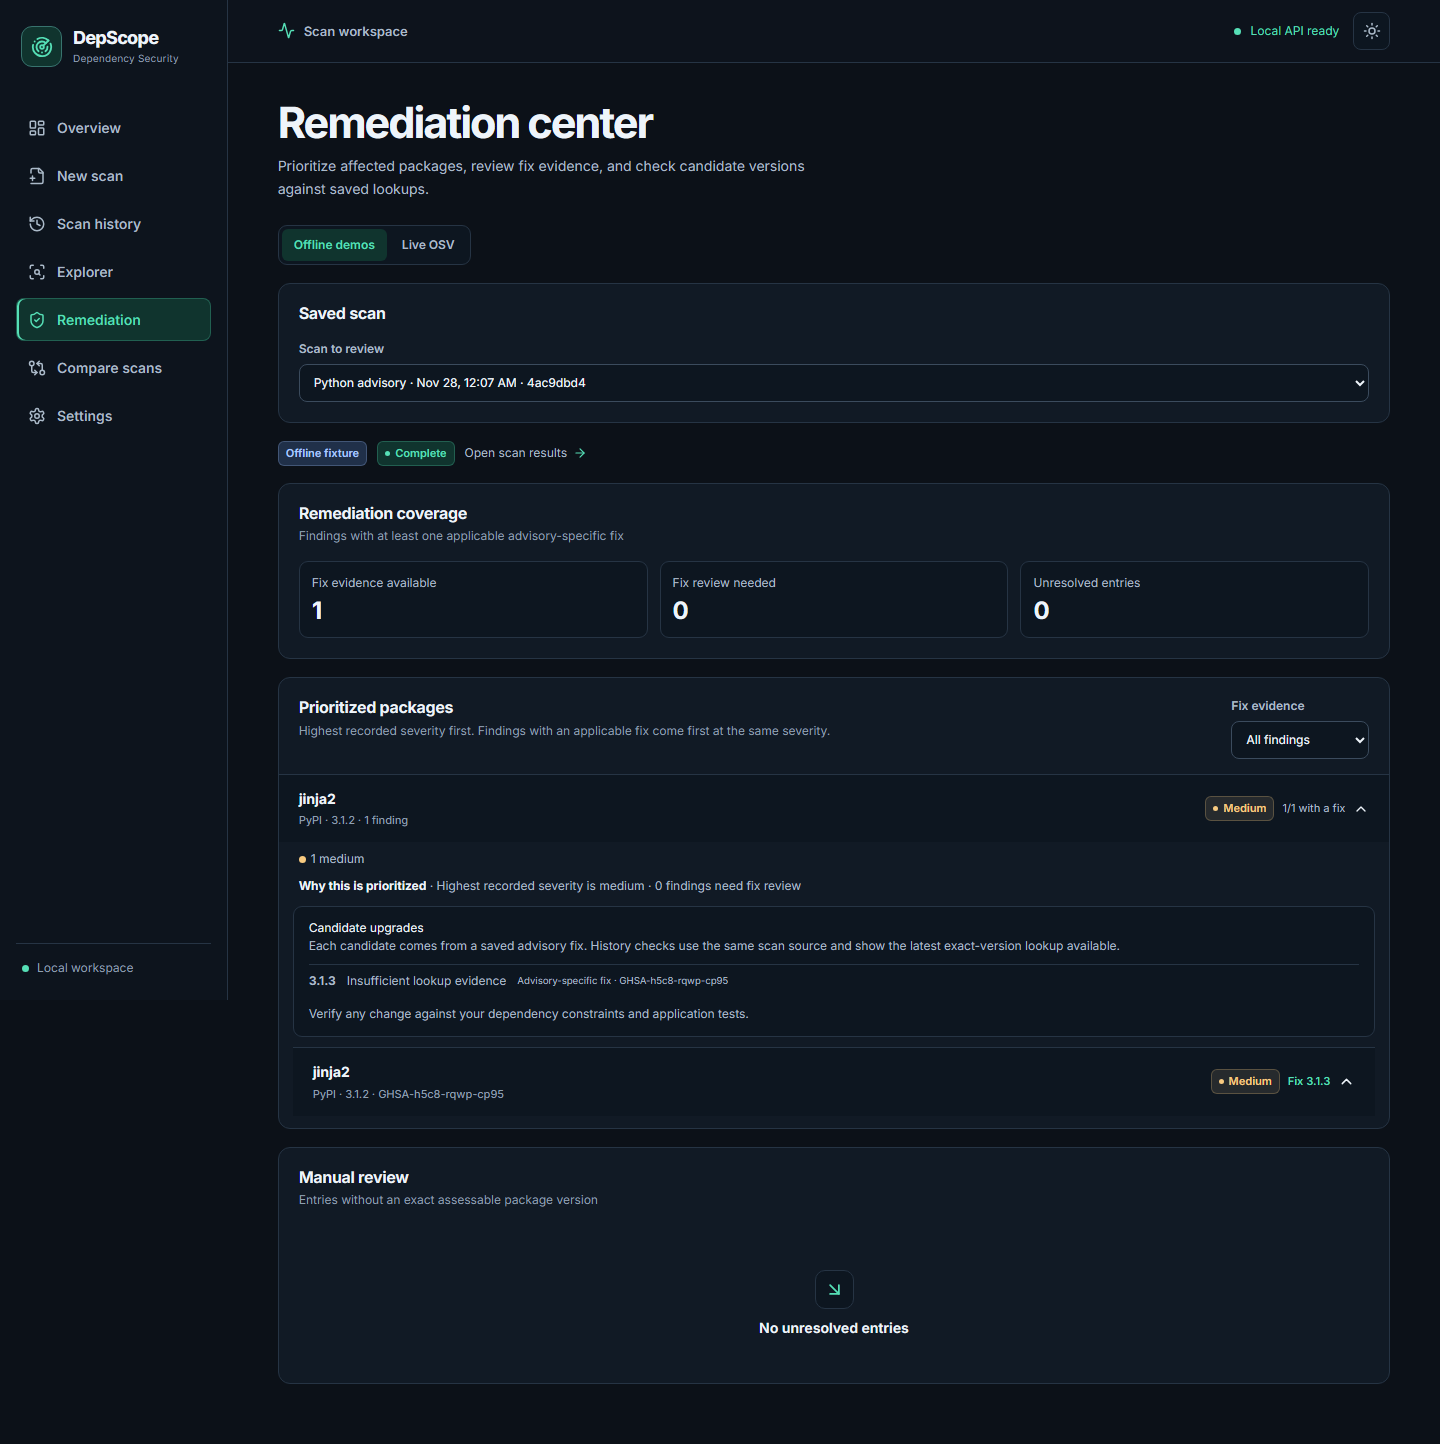 DepScope
Dependency Security
Overview
New scan
Scan history
Explorer
Remediation
Compare scans
Settings
Local workspace
Scan workspace
Local API ready
Remediation center
Prioritize affected packages, review fix evidence, and check candidate versions
against saved lookups.
Offline demos
Live OSV
Saved scan
Scan to review
Python advisory · Nov 28, 12:07 AM · 4ac9dbd4
Offline fixture
Complete
Open scan results
Remediation coverage
Findings with at least one applicable advisory-specific fix
Fix evidence available
1
Fix review needed
0
Unresolved entries
0
Prioritized packages
Highest recorded severity first. Findings with an applicable fix come first at the same severity.
Fix evidence
All findings
jinja2
PyPI · 3.1.2 · 1 finding
Medium
1/1 with a fix
1 medium
Why this is prioritized · Highest recorded severity is medium · 0 findings need fix review
Candidate upgrades
Each candidate comes from a saved advisory fix. History checks use the same scan source and show the latest exact-version lookup available.
3.1.3 Insufficient lookup evidence Advisory-specific fix · GHSA-h5c8-rqwp-cp95
Verify any change against your dependency constraints and application tests.
jinja2
PyPI · 3.1.2 · GHSA-h5c8-rqwp-cp95
Medium
Fix 3.1.3
Manual review
Entries without an exact assessable package version
No unresolved entries